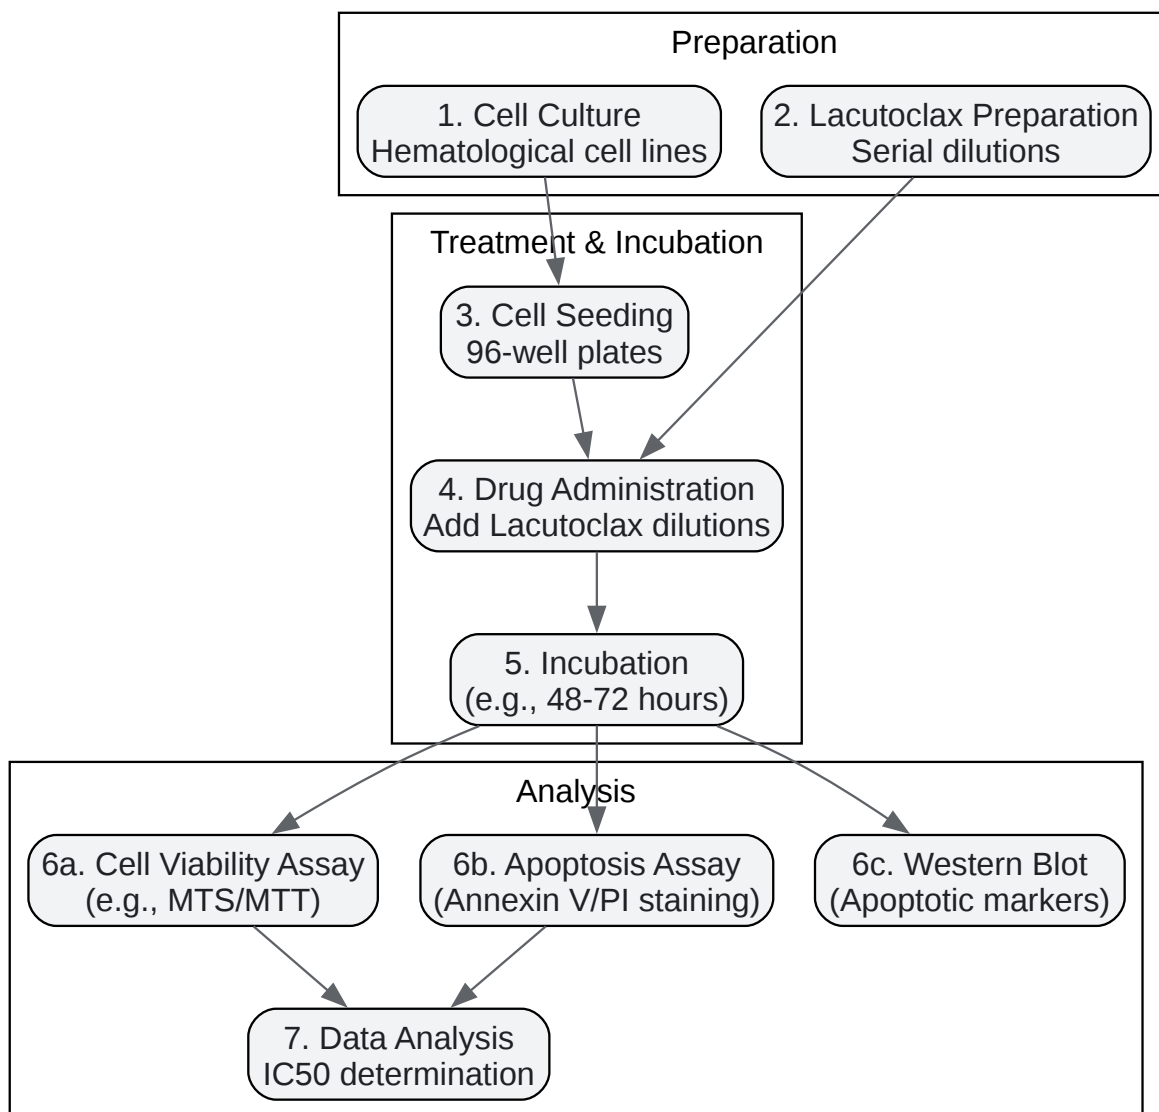 Preparation
1. Cell Culture
Hematological cell lines
2. Lacutoclax Preparation
Serial dilutions
Treatment & Incubation
3. Cell Seeding
96-well plates
4. Drug Administration
Add Lacutoclax dilutions
5. Incubation
(e.g., 48-72 hours)
Analysis
6a. Cell Viability Assay
(e.g., MTS/MTT)
6b. Apoptosis Assay
(Annexin V/PI staining)
6c. Western Blot
(Apoptotic markers)
7. Data Analysis
IC50 determination